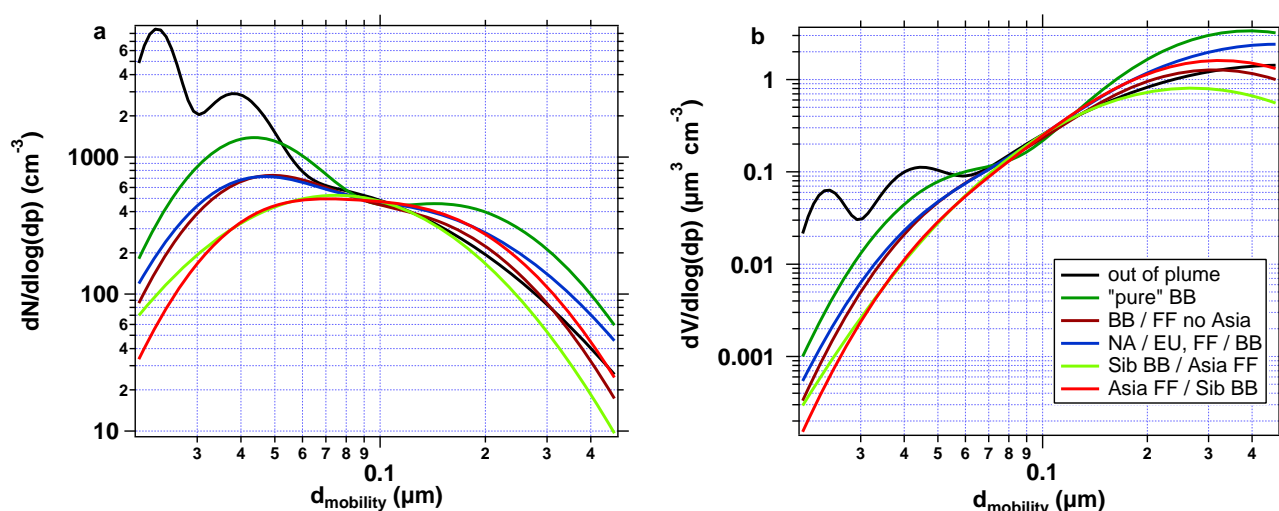 a
dN/dlog(dp) (cm⁻³)
6
4
2
1000
6
4
2
100
6
4
2
10
3 4 5 6 7 8 9 2 3 4
0.1
d_mobility (µm)
b
dV/dlog(dp) (µm³ cm⁻³)
1
0.1
0.01
0.001
3 4 5 6 7 8 9 2 3 4
0.1
d_mobility (µm)
out of plume
"pure" BB
BB / FF no Asia
NA / EU, FF / BB
Sib BB / Asia FF
Asia FF / Sib BB